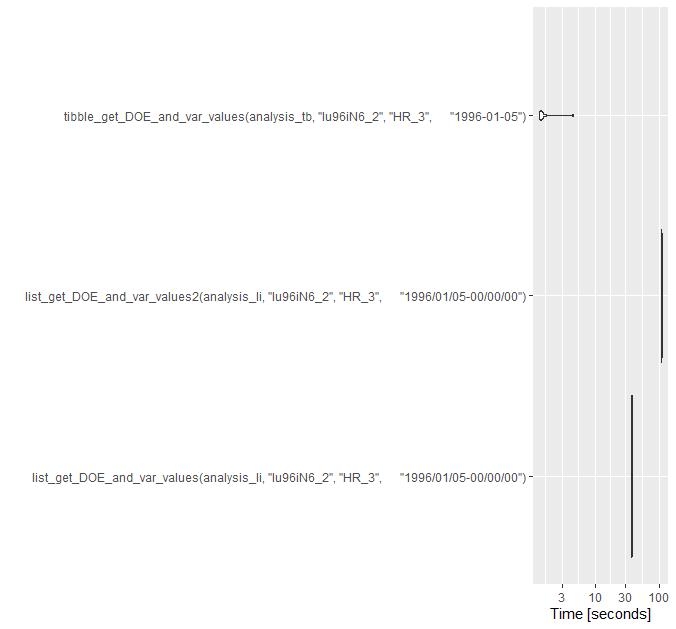 tibble_get_DOE_and_var_values(analysis_tb, "lu96iN6_2", "HR_3",      "1996-01-05")
list_get_DOE_and_var_values2(analysis_li, "lu96iN6_2", "HR_3",      "1996/01/05-00/00/00")
list_get_DOE_and_var_values(analysis_li, "lu96iN6_2", "HR_3",      "1996/01/05-00/00/00")
3 10 30 100
Time [seconds]